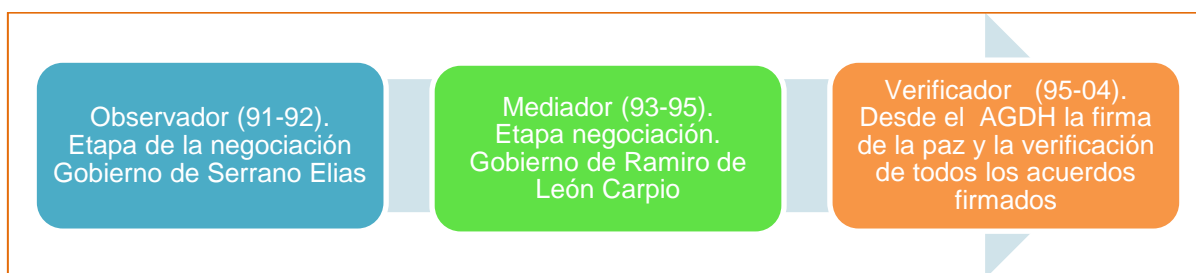 Observador (91-92).
Etapa de la negociación
Gobierno de Serrano Elias
Mediador (93-95).
Etapa negociación.
Gobierno de Ramiro de
León Carpio
Verificador (95-04).
Desde el AGDH la firma
de la paz y la verificación
de todos los acuerdos
firmados